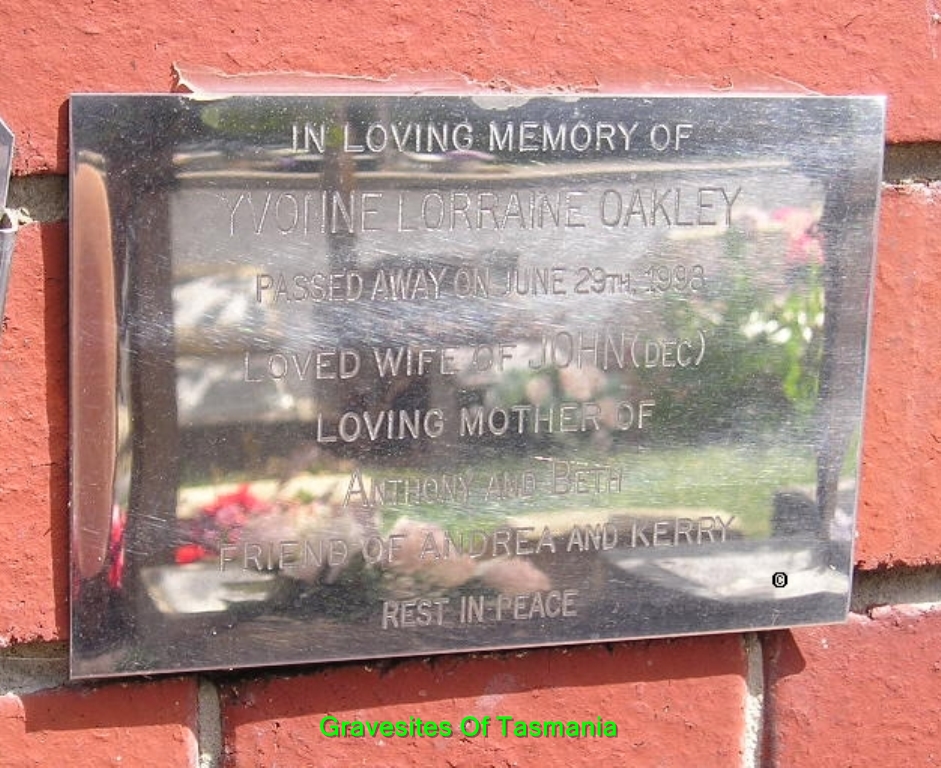 IN LOVING MEMORY OF
YVONNE LORRAINE OAKLEY
PASSED AWAY ON JUNE 29TH, 1998
LOVED WIFE OF JOHN (DEC)
LOVING MOTHER OF
ANTHONY AND BETH
FRIEND OF ANDREA AND KERRY
REST IN PEACE
©
Gravesites Of Tasmania